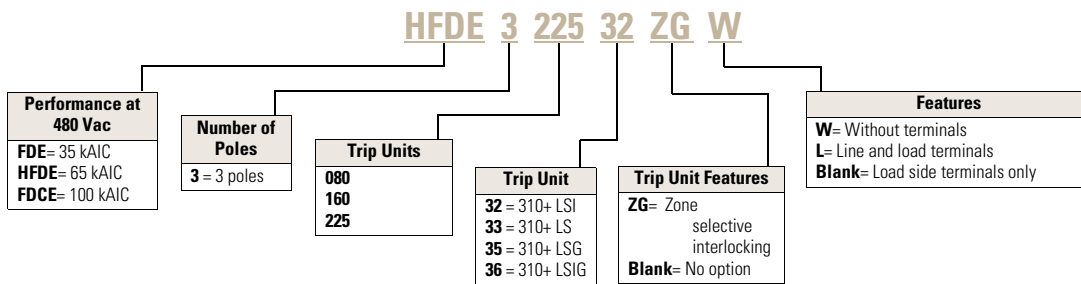 HFDE 3 225 32 ZG W
Performance at
480 Vac
FDE= 35 kAIC
HFDE= 65 kAIC
FDCE= 100 kAIC
Number of
Poles
3 = 3 poles
Trip Units
080
160
225
Trip Unit
32 = 310+ LSI
33 = 310+ LS
35 = 310+ LSG
36 = 310+ LSIG
Trip Unit Features
ZG= Zone
selective
interlocking
Blank= No option
Features
W= Without terminals
L= Line and load terminals
Blank= Load side terminals only